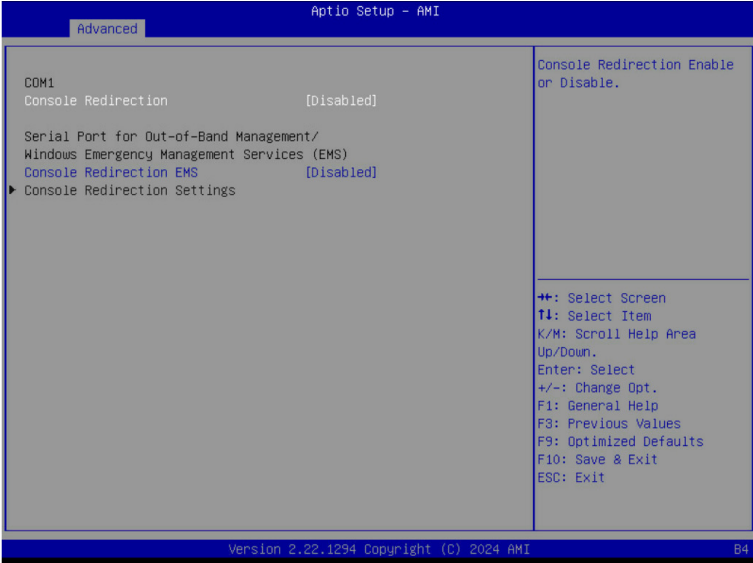 Aptio Setup – AMI
Advanced
COM1
Console Redirection [Disabled]
Serial Port for Out-of-Band Management/
Windows Emergency Management Services (EMS)
Console Redirection EMS [Disabled]
▶ Console Redirection Settings
Console Redirection Enable
or Disable.
→←: Select Screen
↑↓: Select Item
K/M: Scroll Help Area
Up/Down.
Enter: Select
+/-: Change Opt.
F1: General Help
F3: Previous Values
F9: Optimized Defaults
F10: Save & Exit
ESC: Exit
Version 2.22.1294 Copyright (C) 2024 AMI
B4